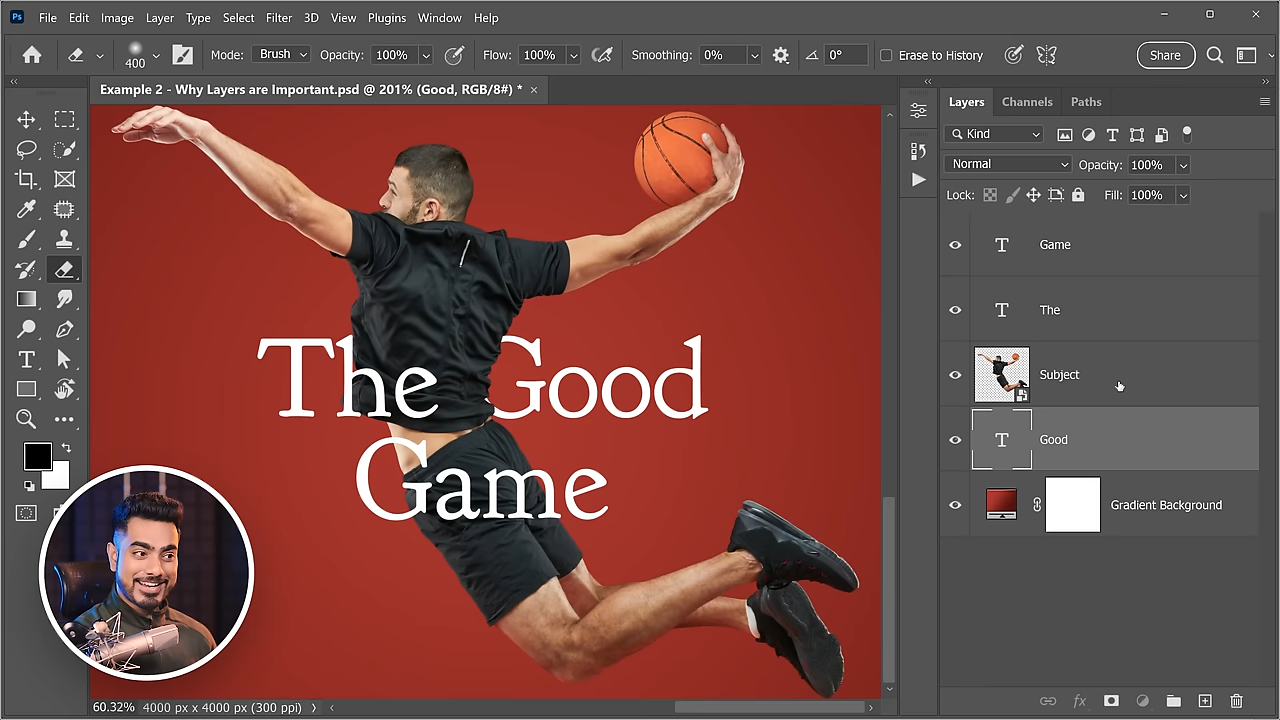 Ps File Edit Image Layer Type Select Filter 3D View Plugins Window Help
400 Mode: Brush Opacity: 100% Flow: 100% Smoothing: 0% 0° Erase to History Share
Example 2 - Why Layers are Important.psd @ 201% (Good, RGB/8#) *
Layers Channels Paths
Kind
Normal Opacity: 100%
Lock: Fill: 100%
Game
The
Subject
Good
Gradient Background
The Good
Game
60.32% 4000 px x 4000 px (300 ppi)